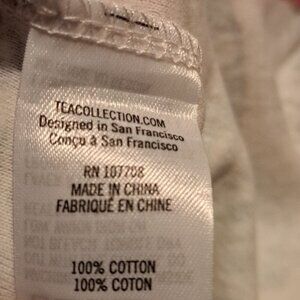 TEACOLLECTION.COM
Designed in San Francisco
Conçu à San Francisco
RN 107708
MADE IN CHINA
FABRIQUÉ EN CHINE
100% COTTON
100% COTON